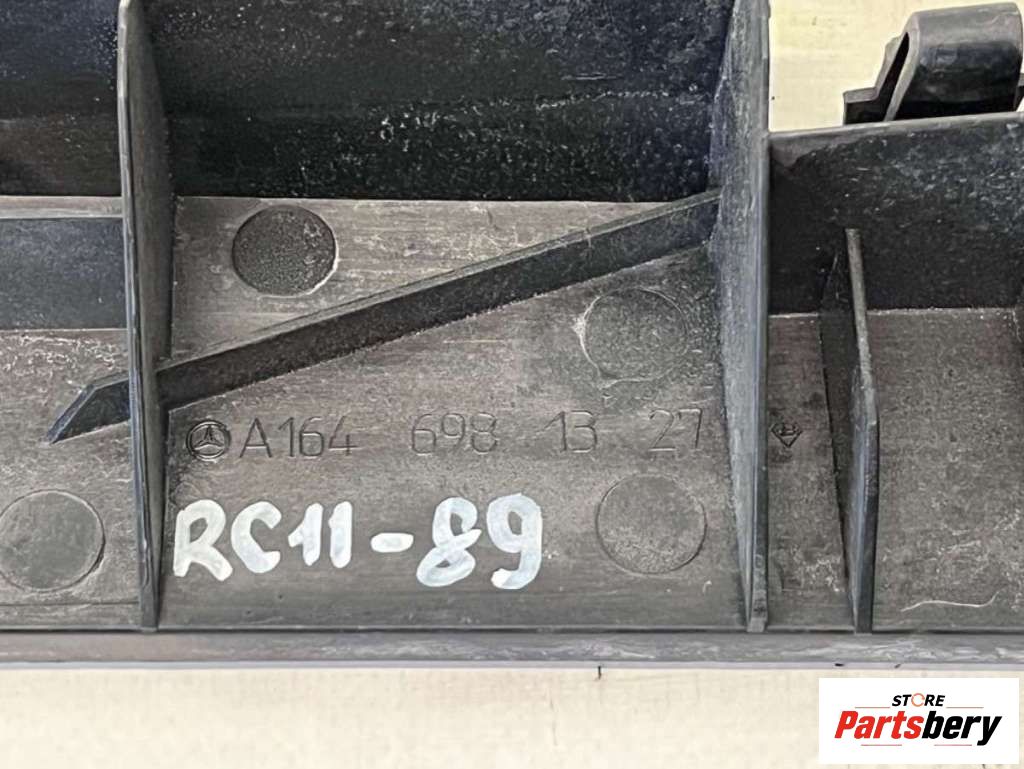 A164 698 13 27
RC11-89
STORE
Partsbery